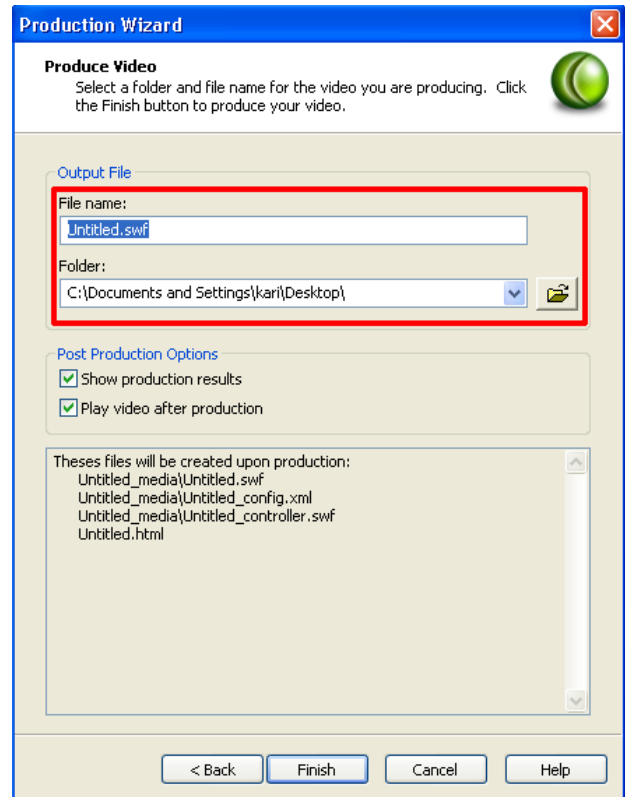 Production Wizard
Produce Video
Select a folder and file name for the video you are producing. Click
the Finish button to produce your video.
Output File
File name:
Untitled.swf
Folder:
C:\Documents and Settings\kari\Desktop\
Post Production Options
Show production results
Play video after production
Theses files will be created upon production:
Untitled_media\Untitled.swf
Untitled_media\Untitled_config.xml
Untitled_media\Untitled_controller.swf
Untitled.html
< Back Finish Cancel Help